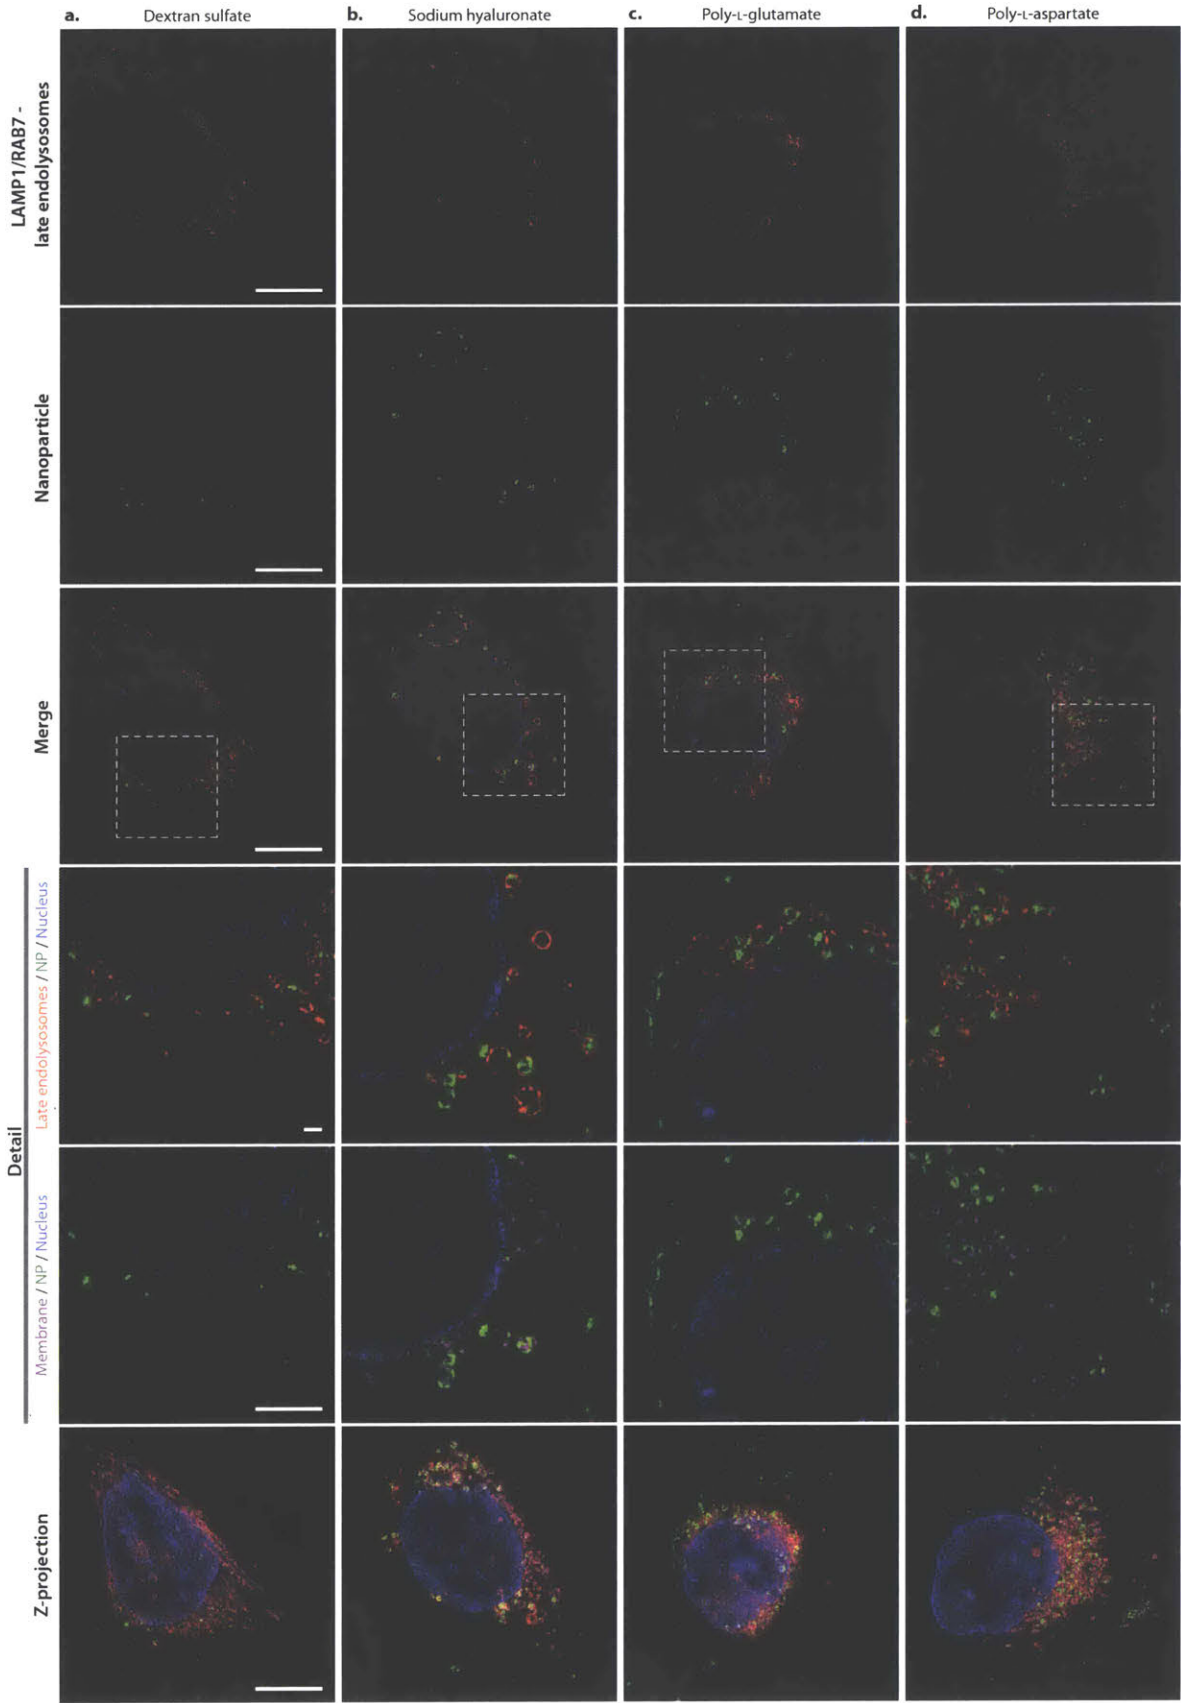 a. Dextran sulfate
b. Sodium hyaluronate
c. Poly-L-glutamate
d. Poly-L-aspartate
LAMP1/RAB7 -
late endolysosomes
Nanoparticle
Merge
Detail
Late endolysosomes / NP / Nucleus
Membrane / NP / Nucleus
Z-projection